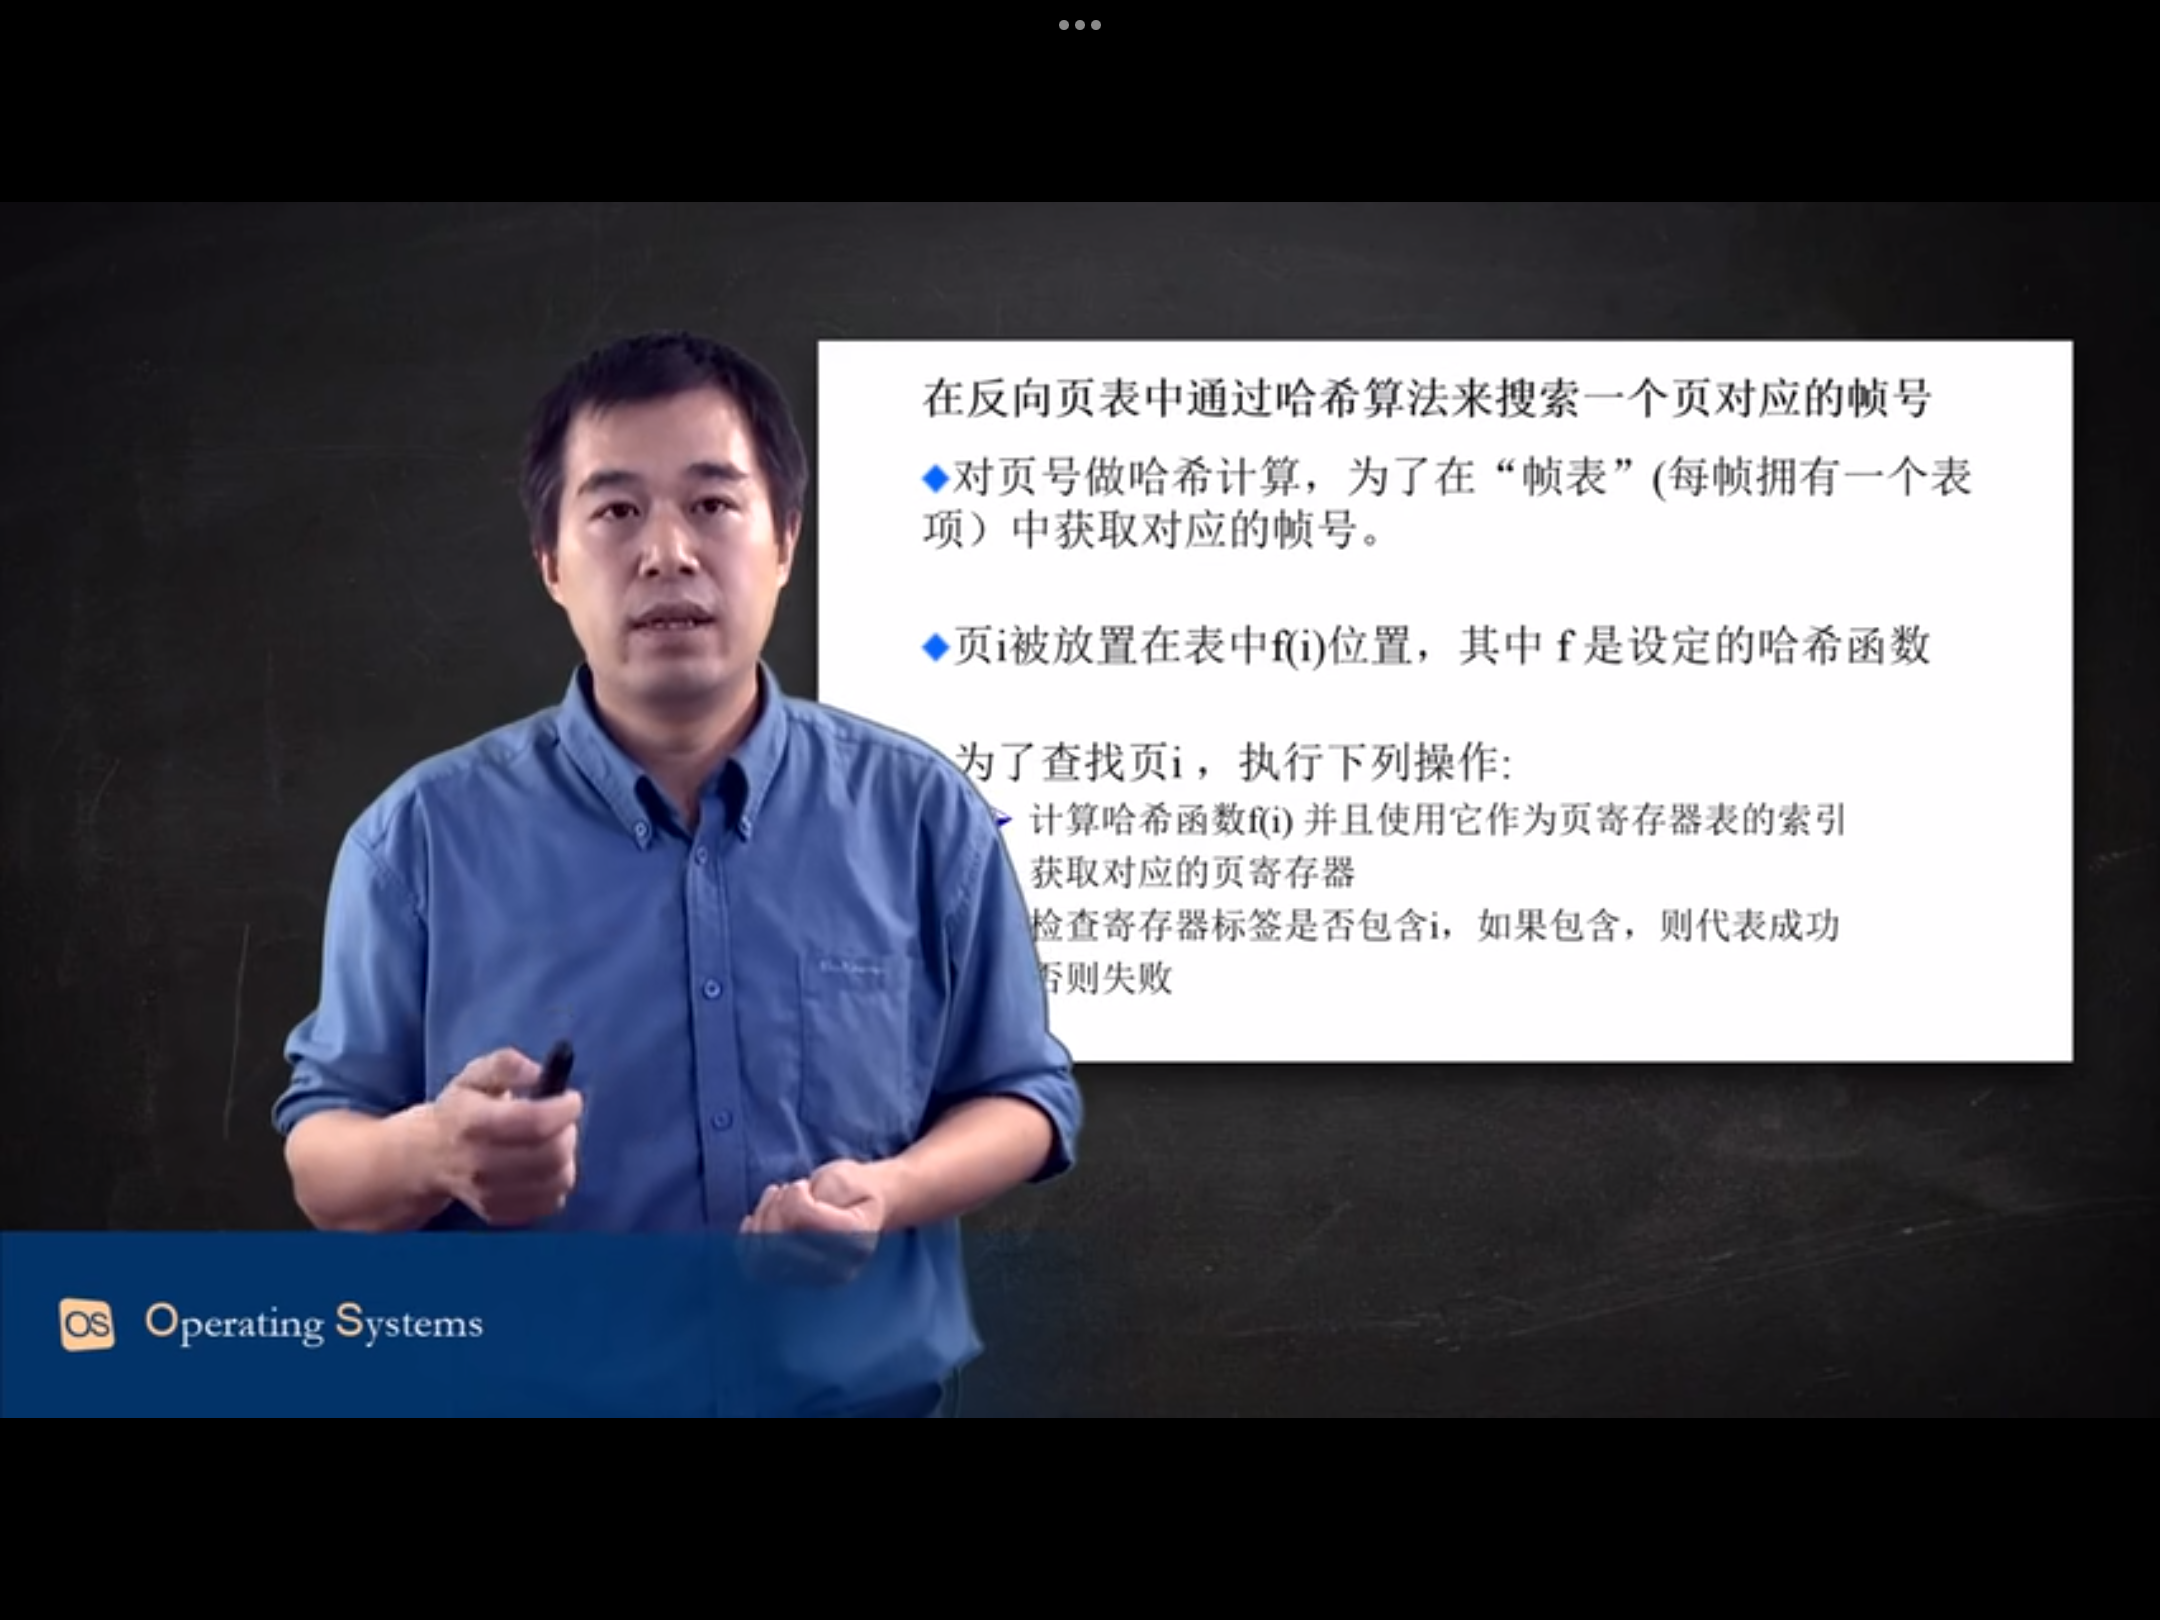 在反向页表中通过哈希算法来搜索一个页对应的帧号
对页号做哈希计算，为了在“帧表”(每帧拥有一个表
项）中获取对应的帧号。
页i被放置在表中f(i)位置，其中 f 是设定的哈希函数
为了查找页i ，执行下列操作:
计算哈希函数f(i) 并且使用它作为页寄存器表的索引
获取对应的页寄存器
检查寄存器标签是否包含i，如果包含，则代表成功
否则失败
OS Operating Systems